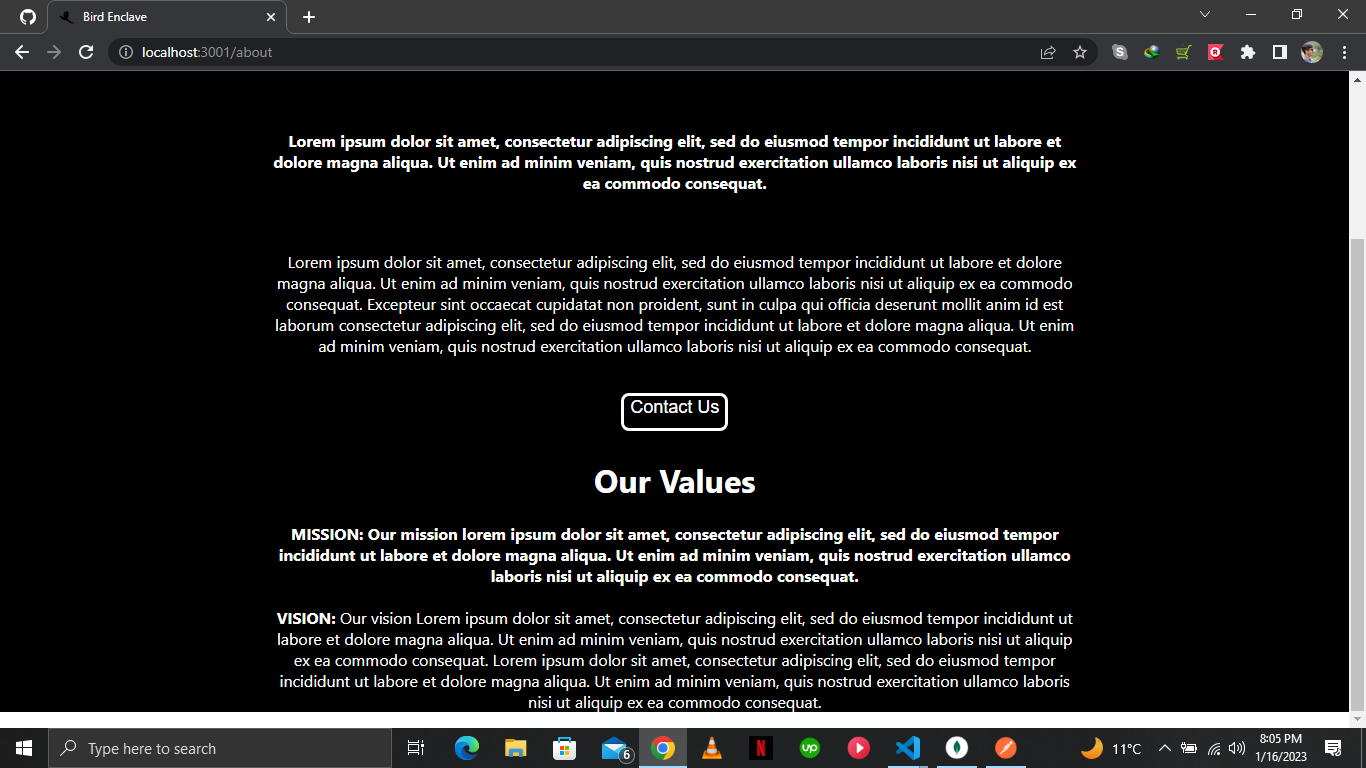 Bird Enclave
localhost:3001/about
Lorem ipsum dolor sit amet, consectetur adipiscing elit, sed do eiusmod tempor incididunt ut labore et
dolore magna aliqua. Ut enim ad minim veniam, quis nostrud exercitation ullamco laboris nisi ut aliquip ex
ea commodo consequat.
Lorem ipsum dolor sit amet, consectetur adipiscing elit, sed do eiusmod tempor incididunt ut labore et dolore
magna aliqua. Ut enim ad minim veniam, quis nostrud exercitation ullamco laboris nisi ut aliquip ex ea commodo
consequat. Excepteur sint occaecat cupidatat non proident, sunt in culpa qui officia deserunt mollit anim id est
laborum consectetur adipiscing elit, sed do eiusmod tempor incididunt ut labore et dolore magna aliqua. Ut enim
ad minim veniam, quis nostrud exercitation ullamco laboris nisi ut aliquip ex ea commodo consequat.
Contact Us
Our Values
MISSION: Our mission lorem ipsum dolor sit amet, consectetur adipiscing elit, sed do eiusmod tempor
incididunt ut labore et dolore magna aliqua. Ut enim ad minim veniam, quis nostrud exercitation ullamco
laboris nisi ut aliquip ex ea commodo consequat.
VISION: Our vision Lorem ipsum dolor sit amet, consectetur adipiscing elit, sed do eiusmod tempor incididunt ut
labore et dolore magna aliqua. Ut enim ad minim veniam, quis nostrud exercitation ullamco laboris nisi ut aliquip
ex ea commodo consequat. Lorem ipsum dolor sit amet, consectetur adipiscing elit, sed do eiusmod tempor
incididunt ut labore et dolore magna aliqua. Ut enim ad minim veniam, quis nostrud exercitation ullamco laboris
nisi ut aliquip ex ea commodo consequat.
Type here to search
6
11°C
8:05 PM
1/16/2023